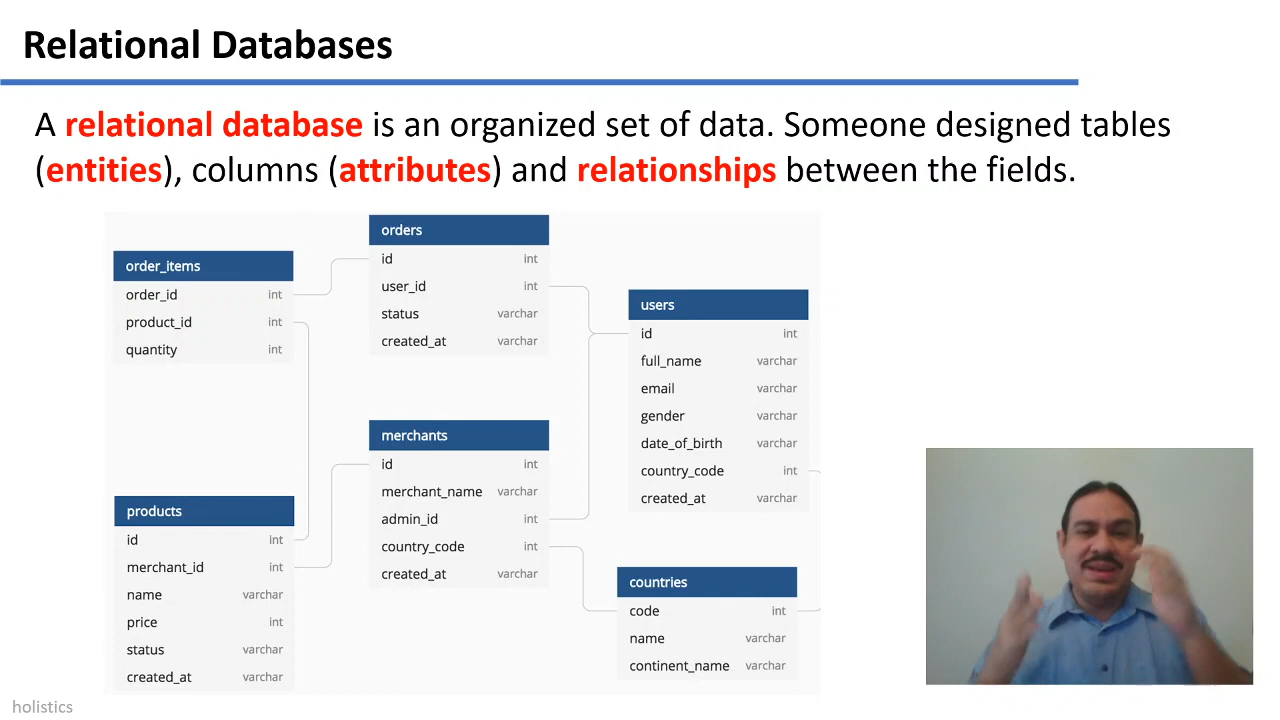 Relational Databases
A relational database is an organized set of data. Someone designed tables
(entities), columns (attributes) and relationships between the fields.
order_items
order_id int
product_id int
quantity int
orders
id int
user_id int
status varchar
created_at varchar
users
id int
full_name varchar
email varchar
gender varchar
date_of_birth varchar
country_code int
created_at varchar
merchants
id int
merchant_name varchar
admin_id int
country_code int
created_at varchar
products
id int
merchant_id int
name varchar
price int
status varchar
created_at varchar
countries
code int
name varchar
continent_name varchar
holistics